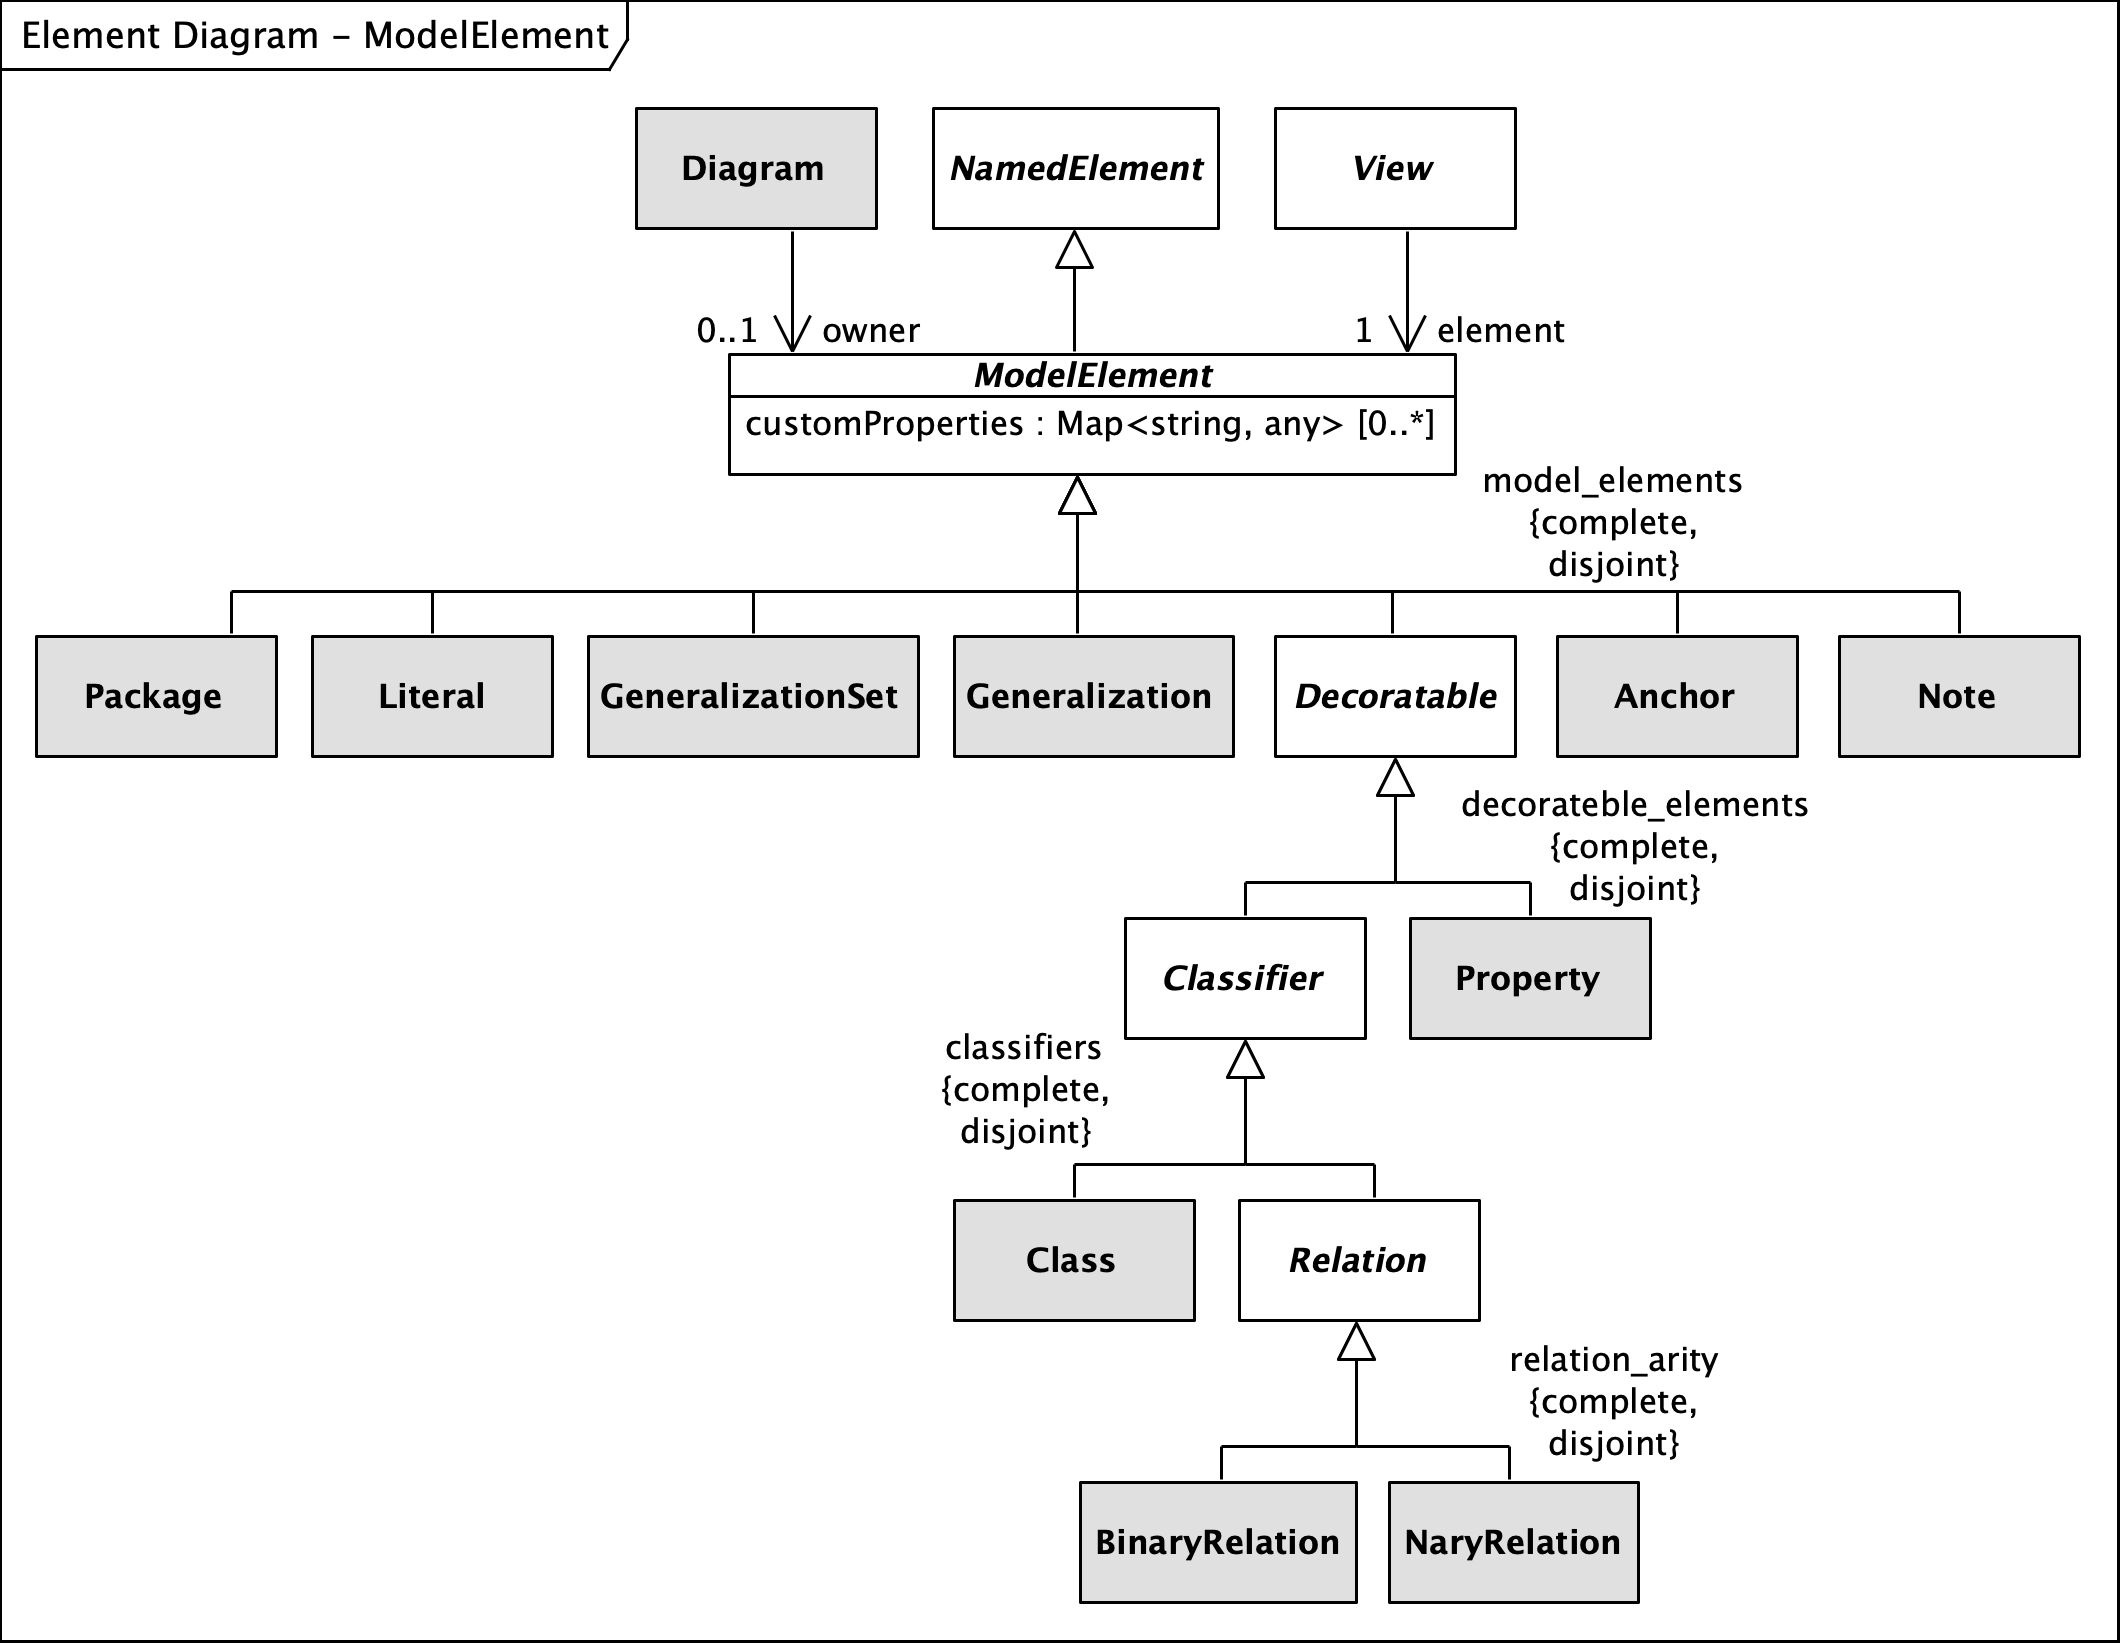 Element Diagram – ModelElement
Diagram
NamedElement
View
0..1
owner
1
element
ModelElement
customProperties : Map<string, any> [0..*]
model_elements
{complete,
disjoint}
Package
Literal
GeneralizationSet
Generalization
Decoratable
Anchor
Note
decorateble_elements
{complete,
disjoint}
Classifier
Property
classifiers
{complete,
disjoint}
Class
Relation
relation_arity
{complete,
disjoint}
BinaryRelation
NaryRelation